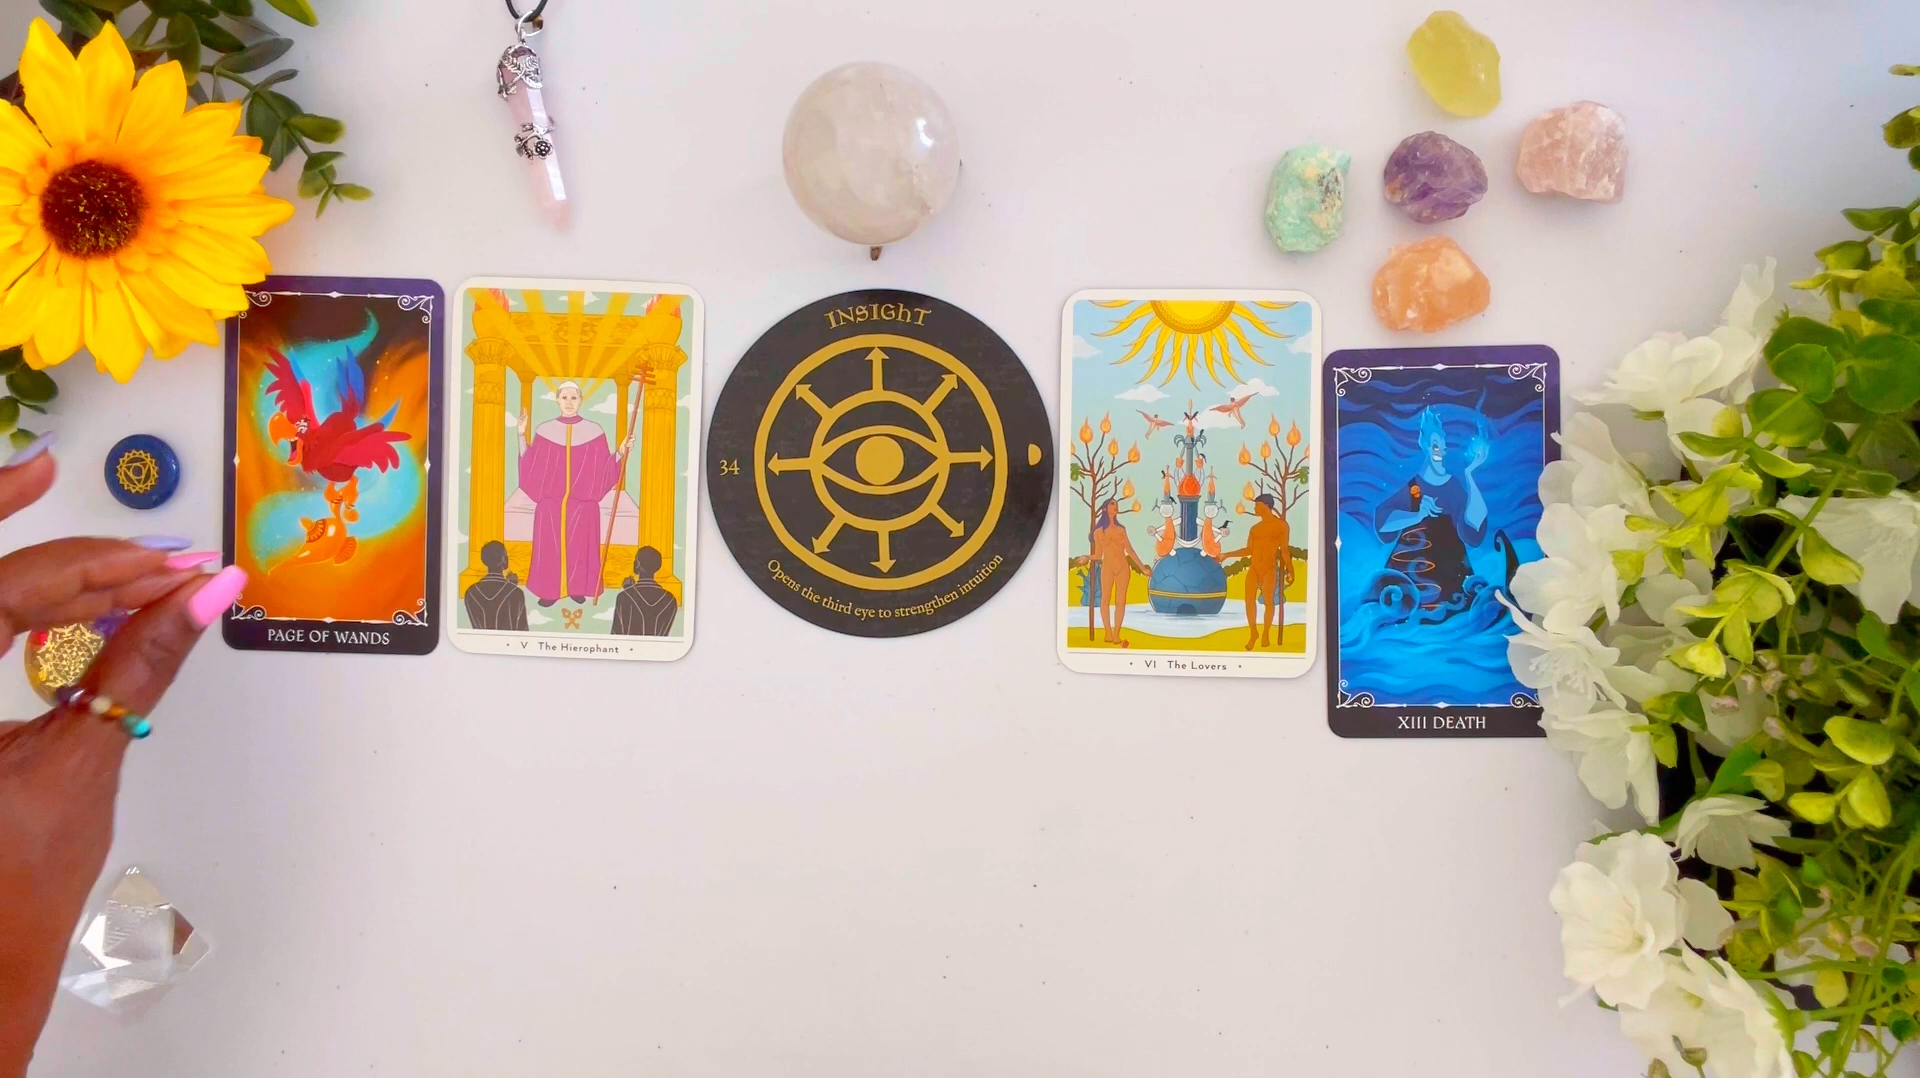 PAGE OF WANDS
• V The Hierophant •
INSIGhT
34
Opens the third eye to strengthen intuition
• VI The Lovers •
XIII DEATH